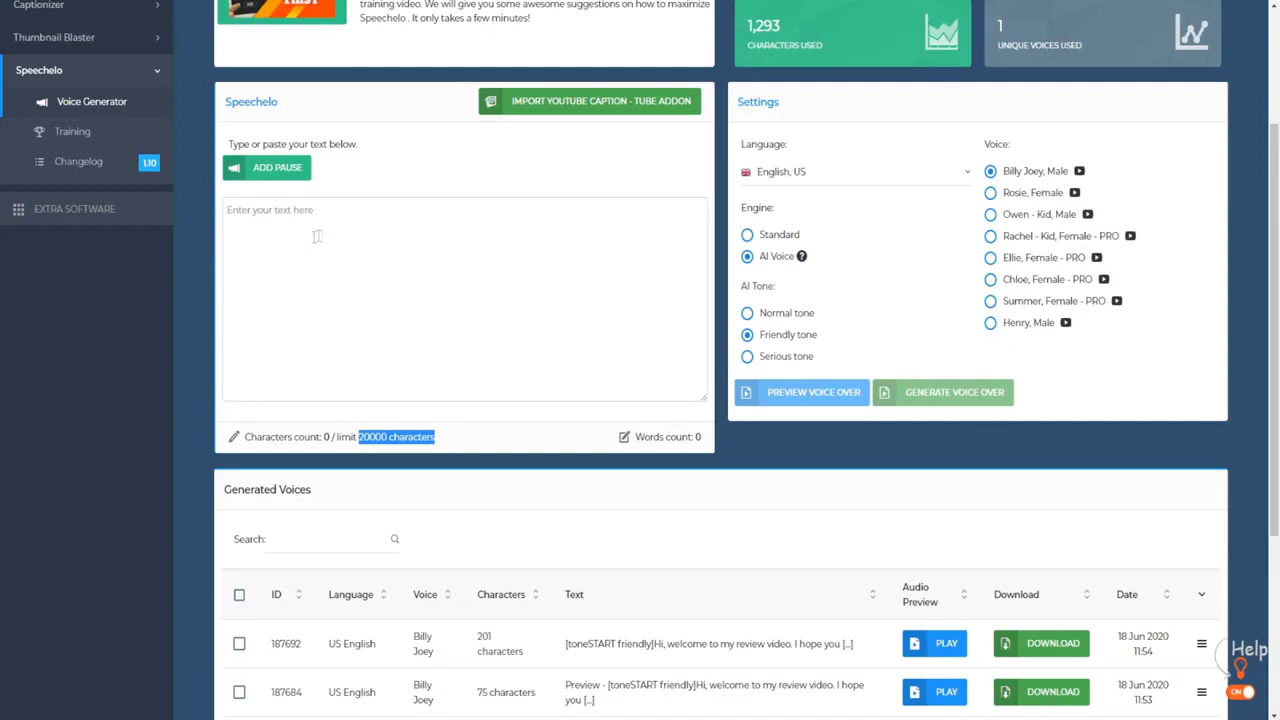 Captionizer
Thumbnail Blaster
Speechelo
Voice Generator
Training
Changelog 1.10
EXTRA SOFTWARE
training video. We will give you some awesome suggestions on how to maximize
Speechelo . It only takes a few minutes!
1,293
CHARACTERS USED
1
UNIQUE VOICES USED
Speechelo
IMPORT YOUTUBE CAPTION - TUBE ADDON
Type or paste your text below.
ADD PAUSE
Enter your text here
Characters count: 0 / limit 20000 characters
Words count: 0
Settings
Language:
English, US
Engine:
Standard
AI Voice ?
AI Tone:
Normal tone
Friendly tone
Serious tone
Voice:
Billy Joey, Male
Rosie, Female
Owen - Kid, Male
Rachel - Kid, Female - PRO
Ellie, Female - PRO
Chloe, Female - PRO
Summer, Female - PRO
Henry, Male
PREVIEW VOICE OVER
GENERATE VOICE OVER
Generated Voices
Search:
ID Language Voice Characters Text Audio Preview Download Date
187692 US English Billy Joey 201 characters [toneSTART friendly]Hi, welcome to my review video. I hope you [...] PLAY DOWNLOAD 18 Jun 2020 11:54
187684 US English Billy Joey 75 characters Preview - [toneSTART friendly]Hi, welcome to my review video. I hope you [...] PLAY DOWNLOAD 18 Jun 2020 11:53
Help
ON